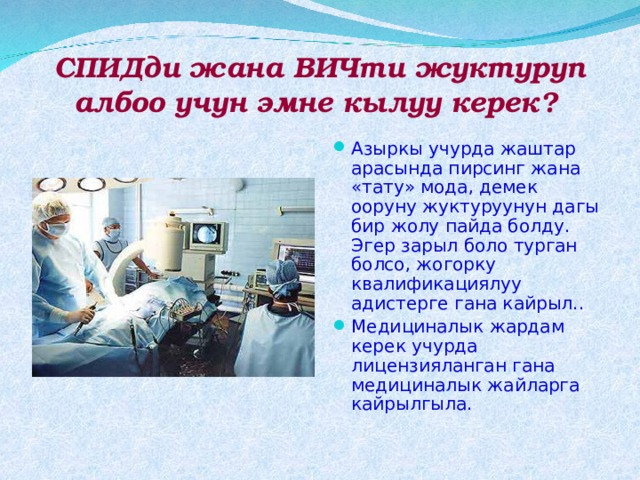 СПИДди жана ВИЧти жуктуруп
албоо учун эмне кылуу керек?
Азыркы учурда жаштар
арасында пирсинг жана
«тату» мода, демек
ооруну жуктуруунун дагы
бир жолу пайда болду.
Эгер зарыл боло турган
болсо, жогорку
квалификациялуу
адистерге гана кайрыл..
Медициналык жардам
керек учурда
лицензияланган гана
медициналык жайларга
кайрылгыла.